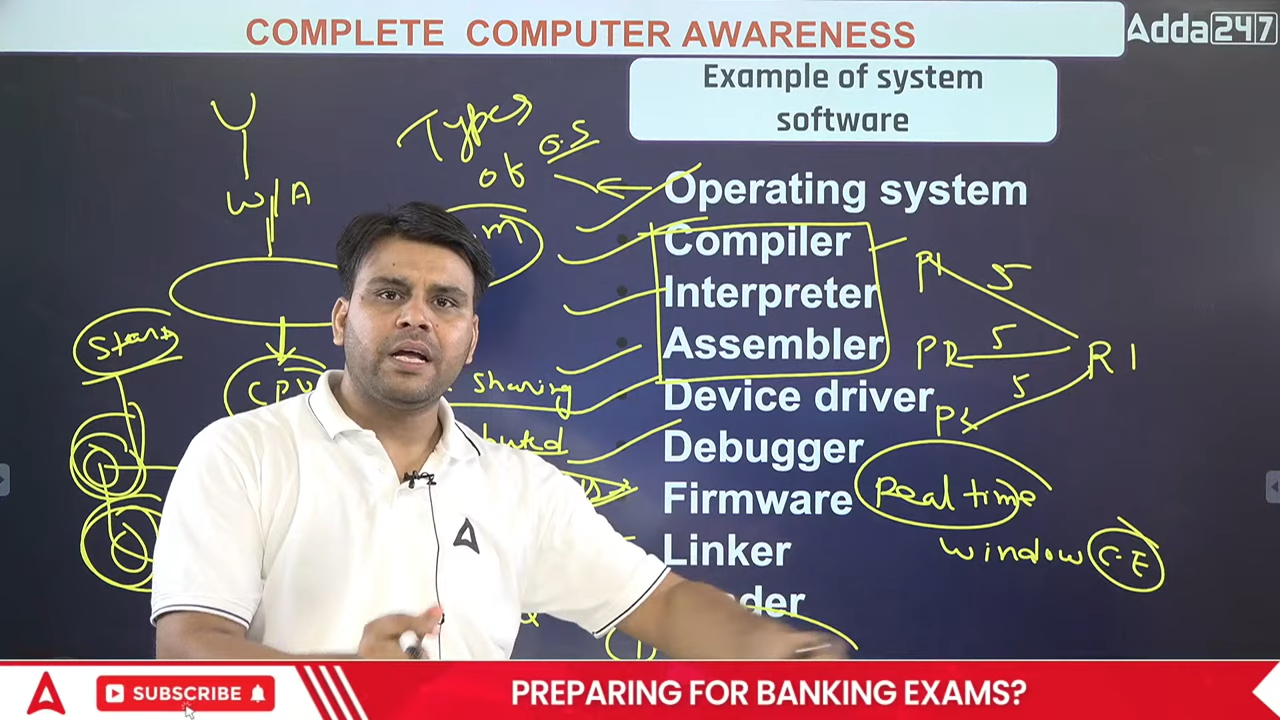 COMPLETE COMPUTER AWARENESS
Adda247
Example of system
software
Types
of O.S
W/A
Start
CPU
sharing
Operating system
Compiler
Interpreter
Assembler
Device driver
Debugger
Firmware
Linker
P1 5
P2 5 R1
5
Real time
window C.E
SUBSCRIBE
PREPARING FOR BANKING EXAMS?